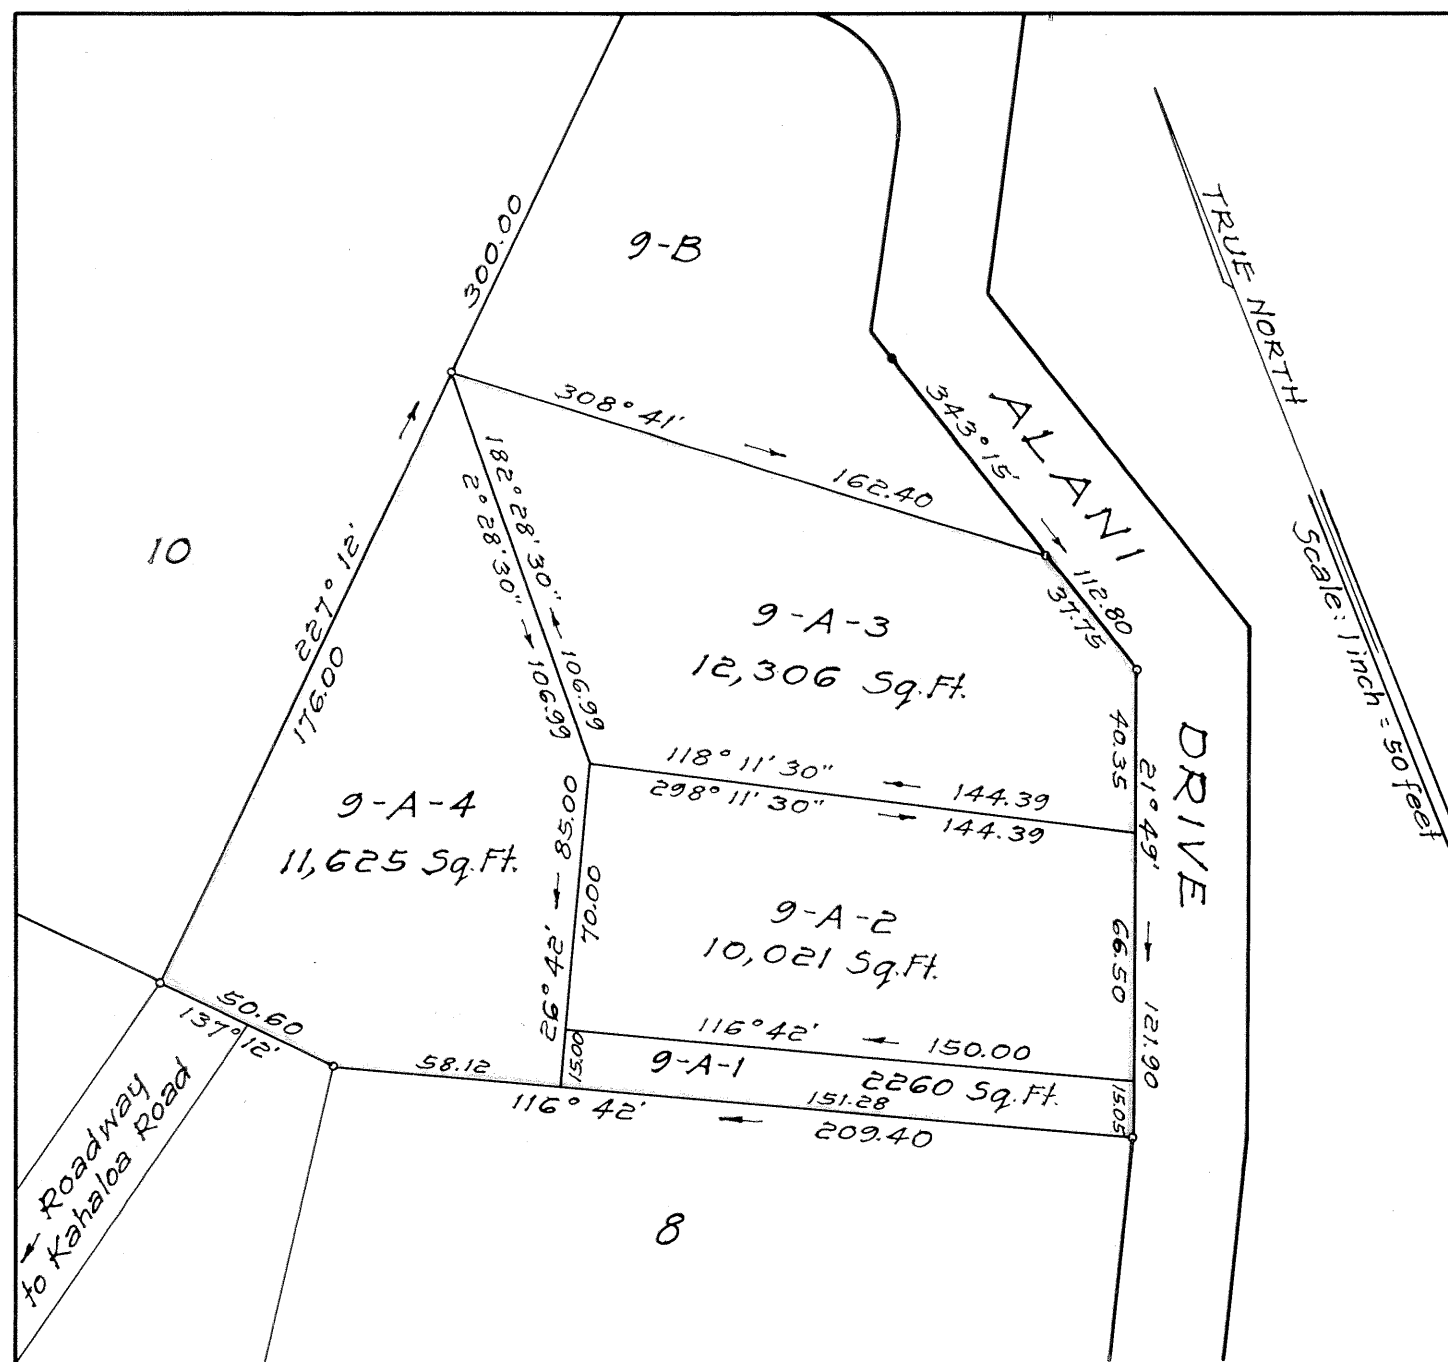 300.00
9-B
TRUE NORTH
Scale: 1 inch = 50 feet
308° 41'
162.40
343° 15'
112.80
37.75
ALANI
DRIVE
10
227° 12'
176.00
182° 28' 30"
106.99
2° 28' 30"
106.99
9-A-3
12,306 Sq.Ft.
40.35
21° 49'
118° 11' 30"
144.39
298° 11' 30"
144.39
9-A-4
11,625 Sq.Ft.
85.00
26° 42'
70.00
9-A-2
10,021 Sq.Ft.
66.50
121.90
116° 42'
150.00
15.00
9-A-1
2260 Sq.Ft.
15.05
50.60
137° 12'
58.12
116° 42'
151.28
209.40
Roadway
to Kahaloa Road
8